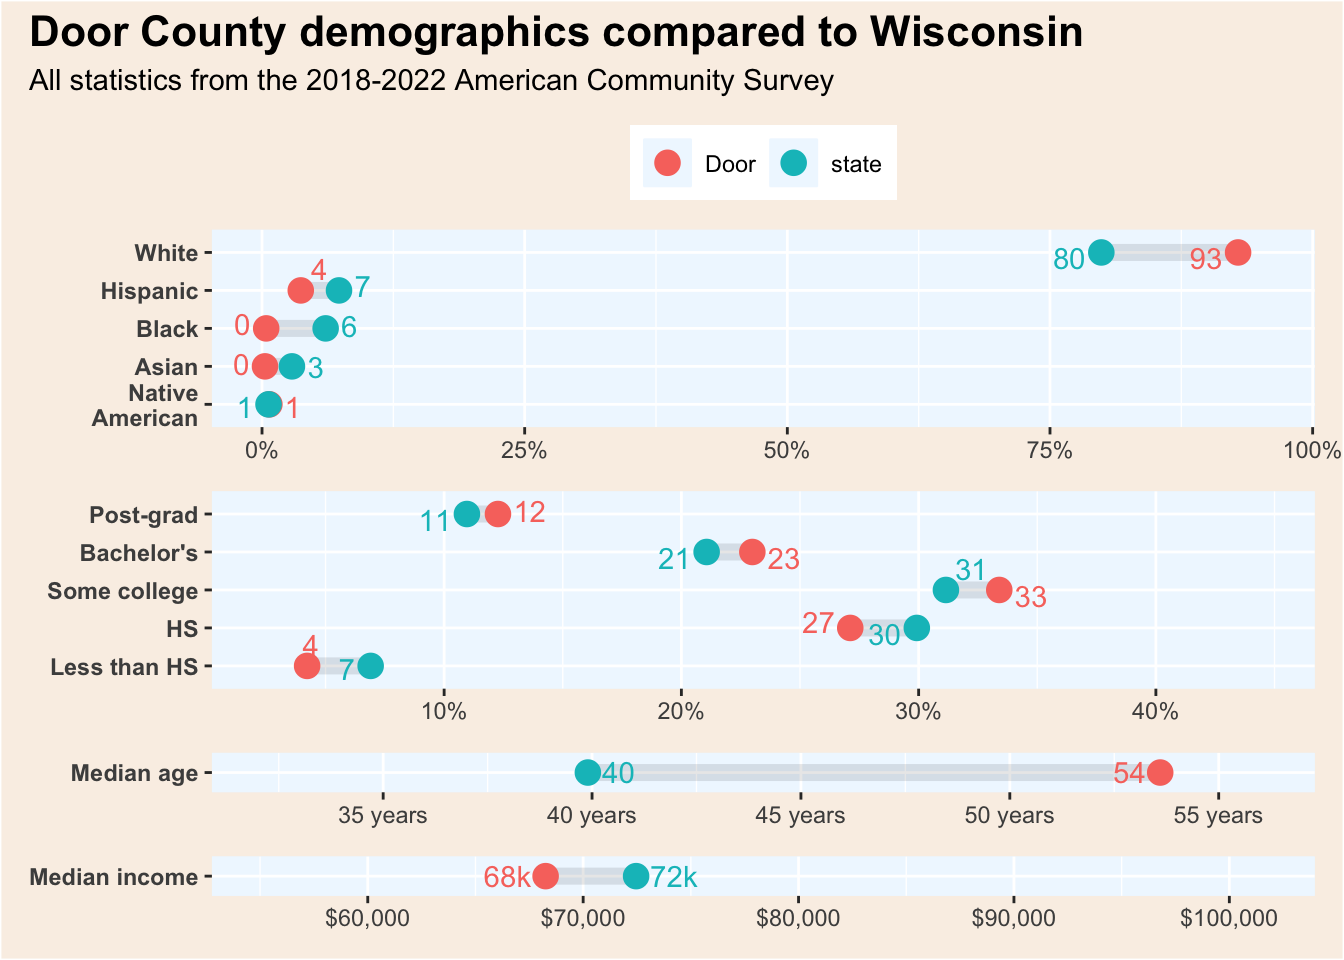 Door County demographics compared to Wisconsin
All statistics from the 2018-2022 American Community Survey
Door state
White 80 93
4
Hispanic 7
Black 0 6
Asian 0 3
Native
American 1 1
0% 25% 50% 75% 100%
Post-grad 11 12
Bachelor's 21 23
31
Some college 33
HS 27 30
4
Less than HS 7
10% 20% 30% 40%
Median age 40 54
35 years 40 years 45 years 50 years 55 years
Median income 68k 72k
$60,000 $70,000 $80,000 $90,000 $100,000